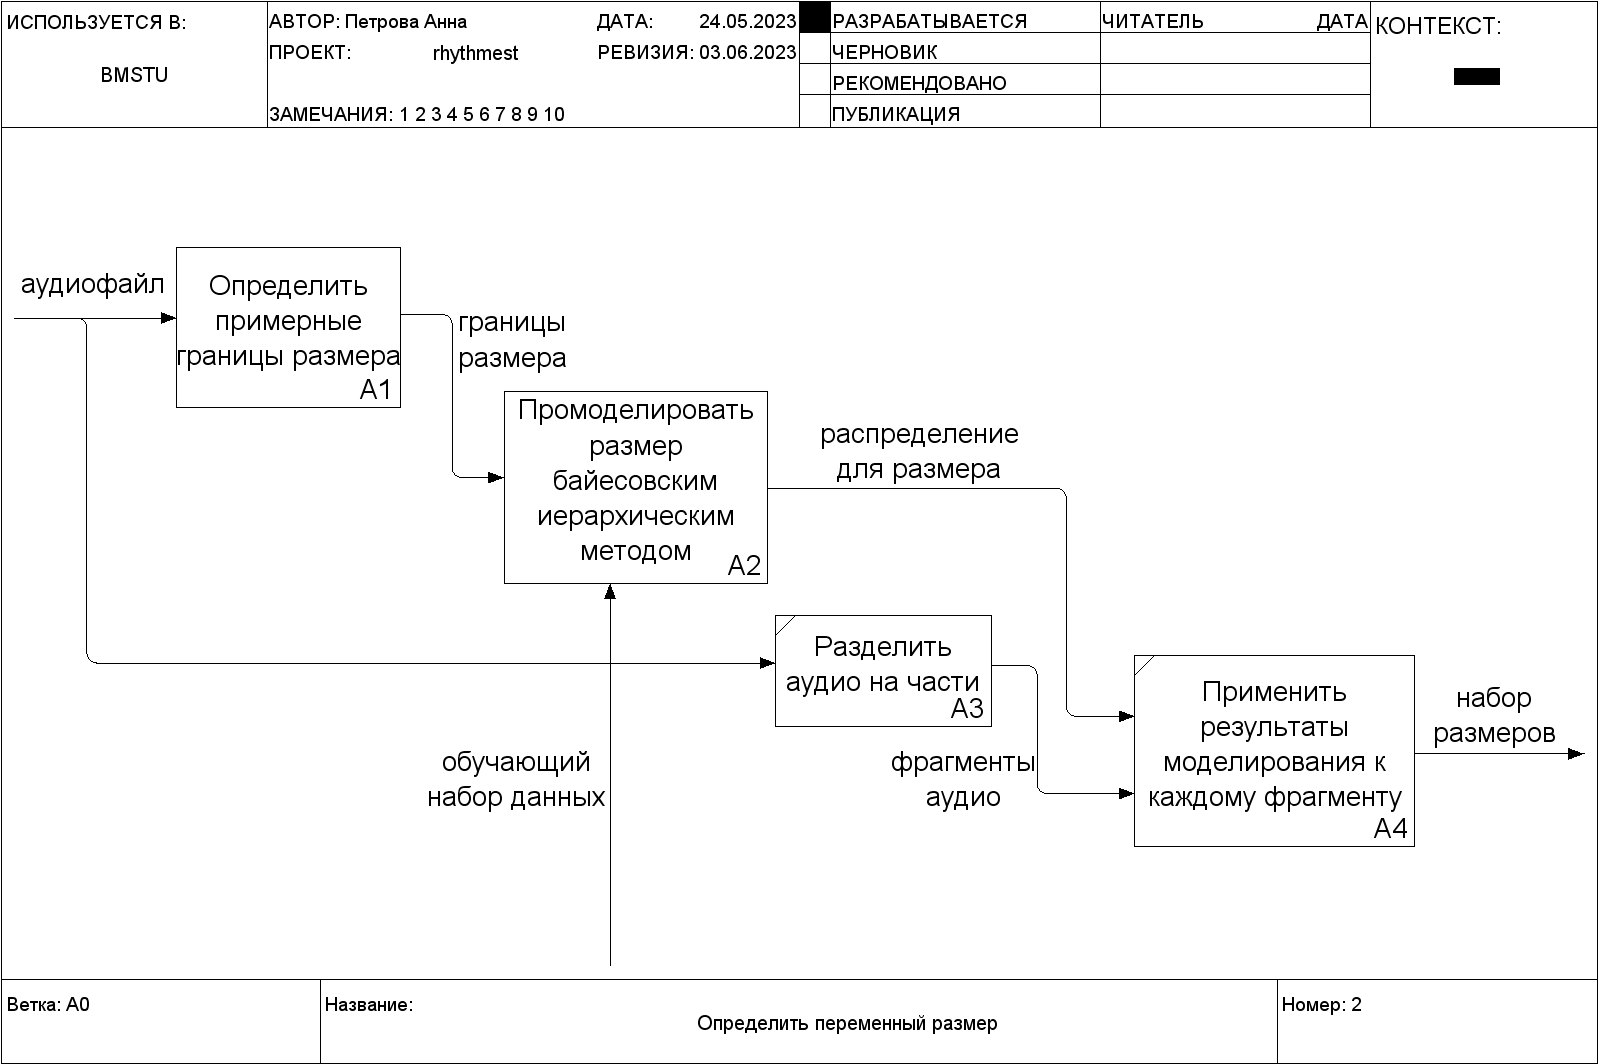 ИСПОЛЬЗУЕТСЯ В:
BMSTU
АВТОР: Петрова Анна
ДАТА: 24.05.2023
ПРОЕКТ: rhythmest
РЕВИЗИЯ: 03.06.2023
ЗАМЕЧАНИЯ: 1 2 3 4 5 6 7 8 9 10
РАЗРАБАТЫВАЕТСЯ
ЧЕРНОВИК
РЕКОМЕНДОВАНО
ПУБЛИКАЦИЯ
ЧИТАТЕЛЬ
ДАТА
КОНТЕКСТ:
аудиофайл
Определить
примерные
границы размера
A1
границы
размера
Промоделировать
размер
байесовским
иерархическим
методом
A2
распределение
для размера
Разделить
аудио на части
A3
обучающий
набор данных
фрагменты
аудио
Применить
результаты
моделирования к
каждому фрагменту
A4
набор
размеров
Ветка: A0
Название:
Определить переменный размер
Номер: 2